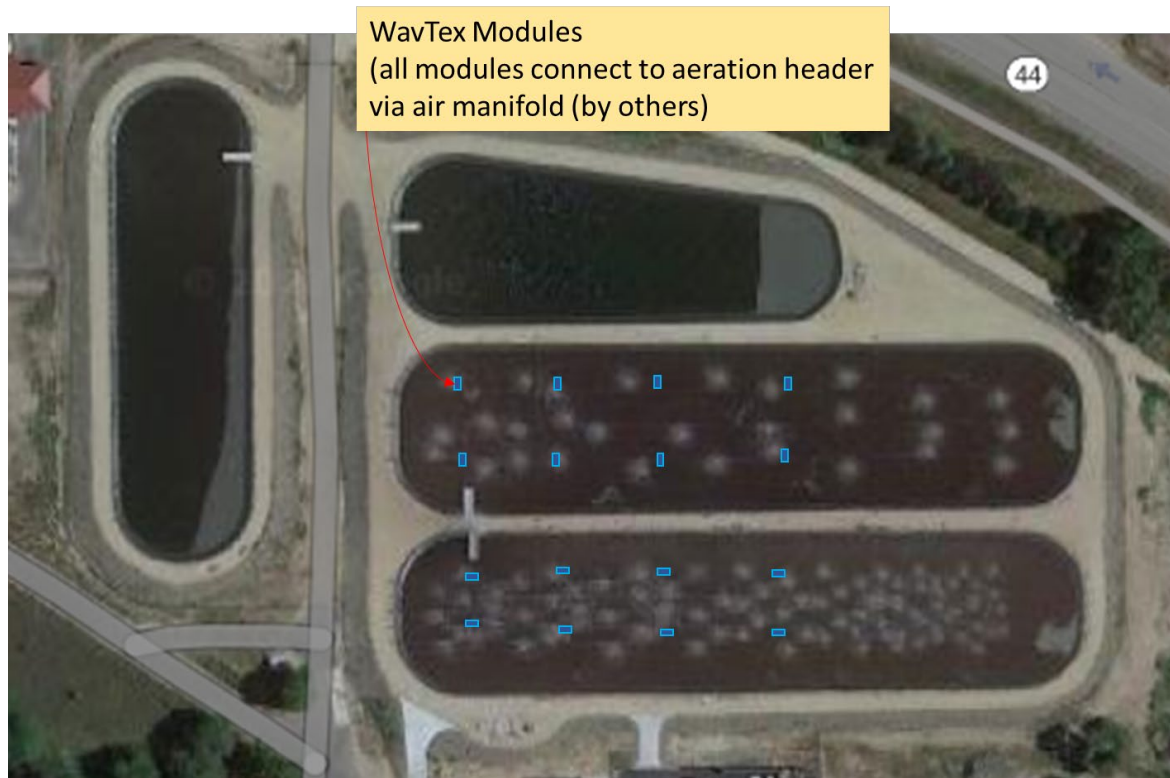 WavTex Modules
(all modules connect to aeration header
via air manifold (by others)
44